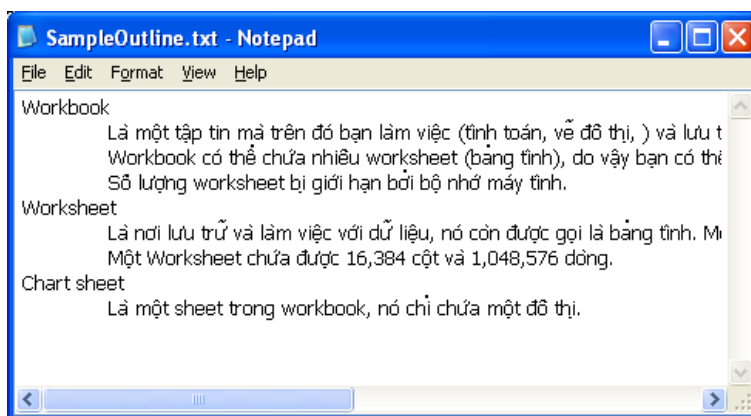 SampleOutline.txt - Notepad
File Edit Format View Help
Workbook
Là một tập tin mà trên đó bạn làm việc (tính toán, vẽ đồ thị, ) và lưu t
Workbook có thể chứa nhiều worksheet (bảng tính), do vậy bạn có thể
Số lượng worksheet bị giới hạn bởi bộ nhớ máy tính.
Worksheet
Là nơi lưu trữ và làm việc với dữ liệu, nó còn được gọi là bảng tính. M
Một Worksheet chứa được 16,384 cột và 1,048,576 dòng.
Chart sheet
Là một sheet trong workbook, nó chỉ chứa một đồ thị.